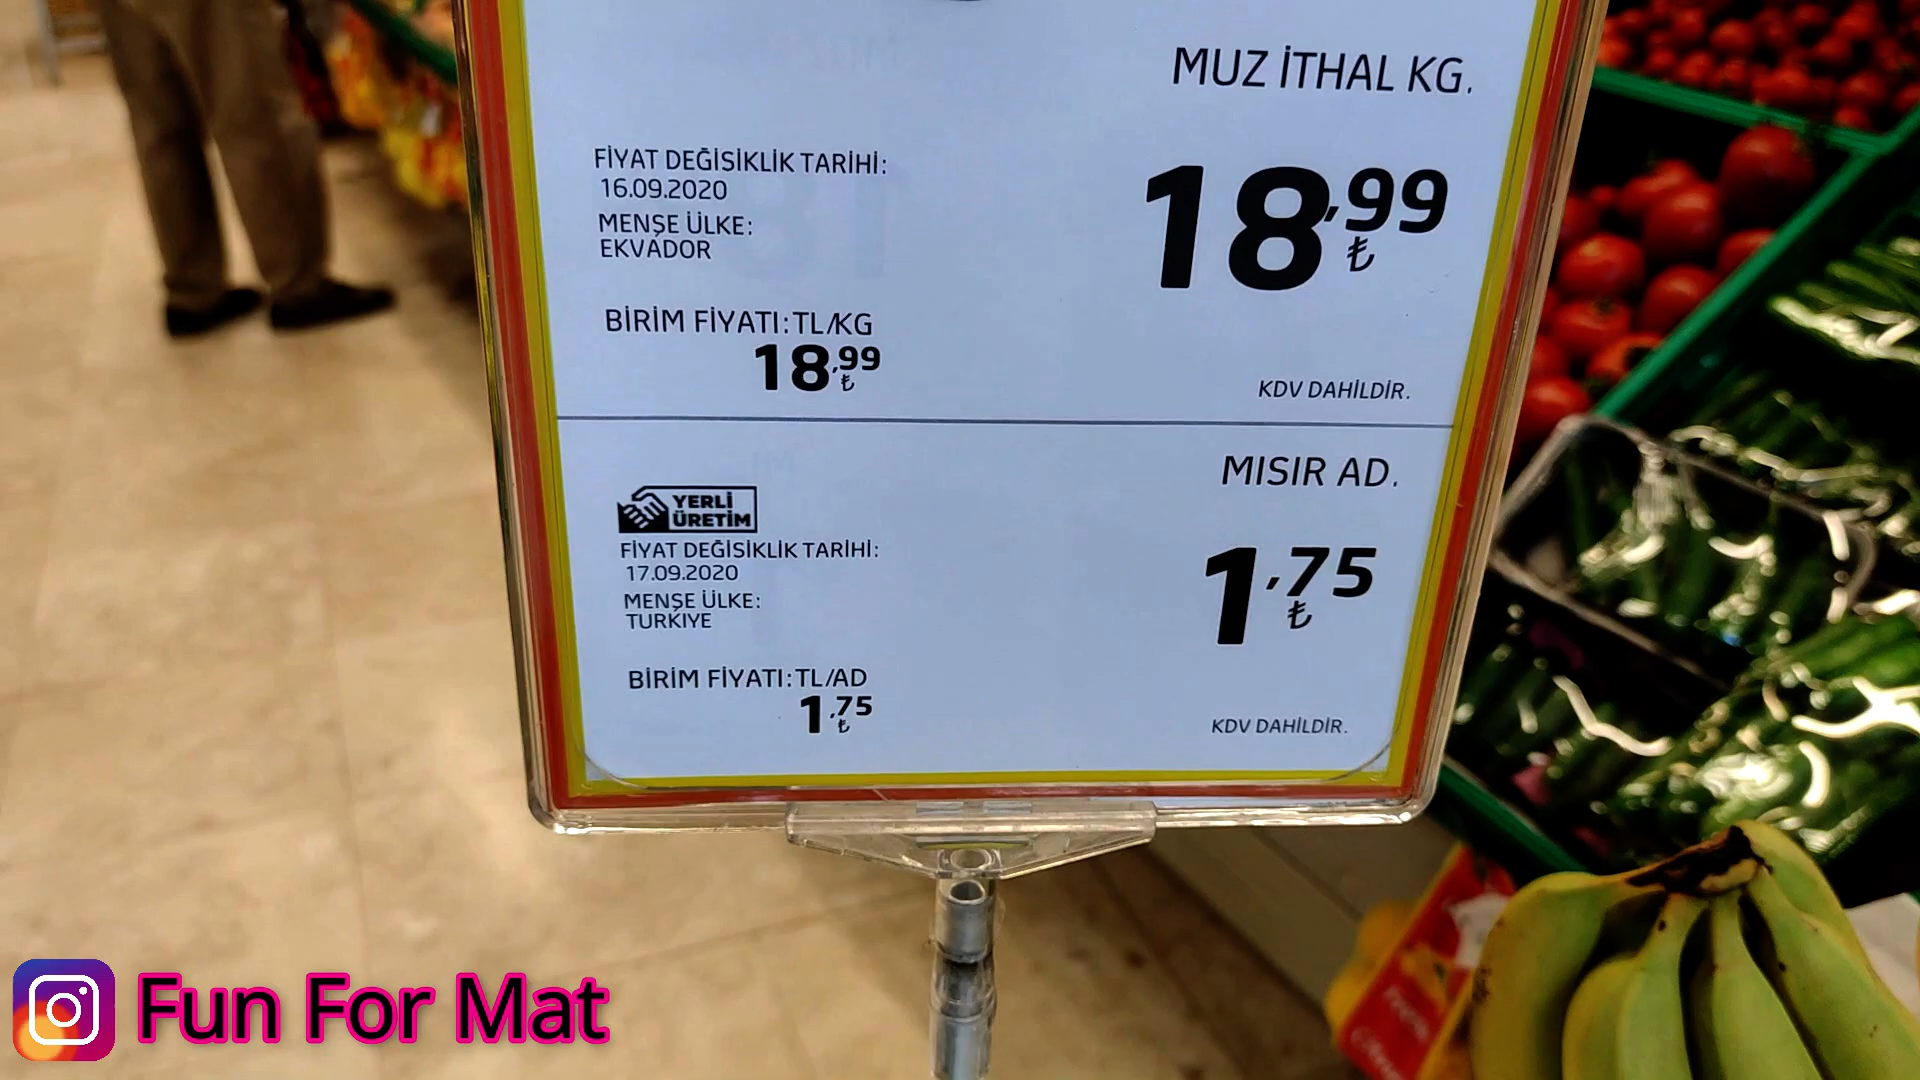 MUZ İTHAL KG.
FİYAT DEĞİSİKLİK TARİHİ:
16.09.2020
MENŞE ÜLKE:
EKVADOR
18,99
₺
BİRİM FİYATI:TL/KG
18,99
₺
KDV DAHİLDİR.
MISIR AD.
YERLİ
ÜRETİM
FİYAT DEĞİSİKLİK TARİHİ:
17.09.2020
MENŞE ÜLKE:
TURKIYE
1,75
₺
BİRİM FİYATI:TL/AD
1,75
₺
KDV DAHİLDİR.
Fun For Mat